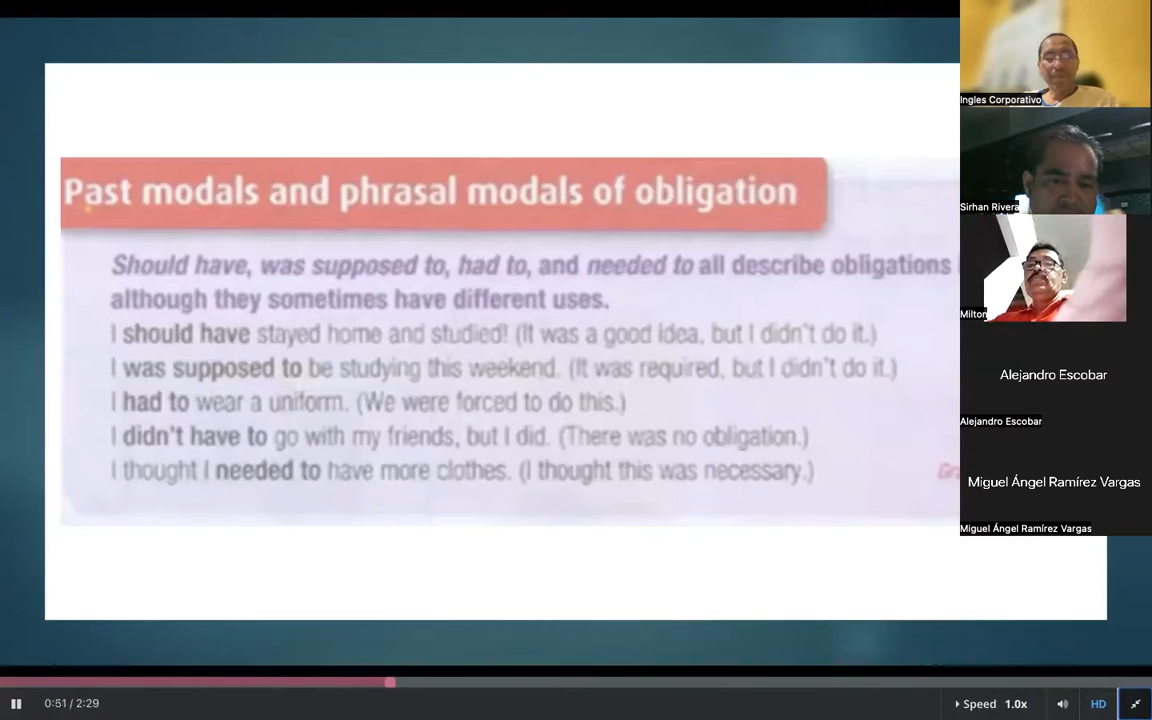 Past modals and phrasal modals of obligation
Should have, was supposed to, had to, and needed to all describe obligations
although they sometimes have different uses.
I should have stayed home and studied! (It was a good idea, but I didn't do it.)
I was supposed to be studying this weekend. (It was required, but I didn't do it.)
I had to wear a uniform. (We were forced to do this.)
I didn't have to go with my friends, but I did. (There was no obligation.)
I thought I needed to have more clothes. (I thought this was necessary.)
Ingles Corporativo
Sirhan Rivera
Milton
Alejandro Escobar
Alejandro Escobar
Miguel Ángel Ramírez Vargas
Miguel Ángel Ramírez Vargas
0:51 / 2:29
Speed 1.0x
HD